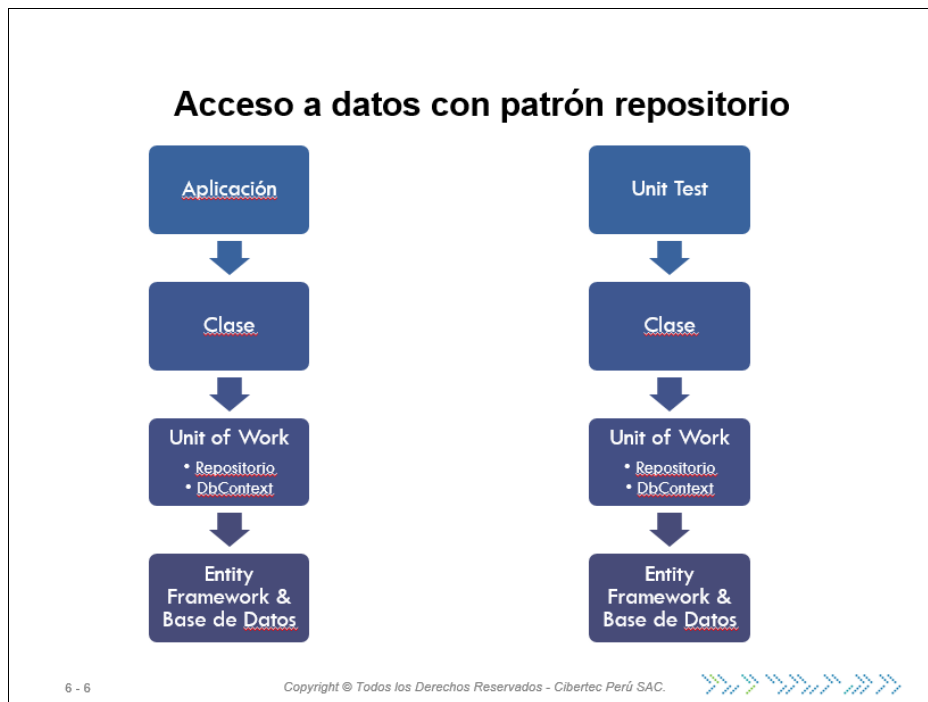 Acceso a datos con patrón repositorio
Aplicación
Clase
Unit of Work
• Repositorio
• DbContext
Entity
Framework &
Base de Datos
Unit Test
Clase
Unit of Work
• Repositorio
• DbContext
Entity
Framework &
Base de Datos
6 - 6
Copyright © Todos los Derechos Reservados - Cibertec Perú SAC.